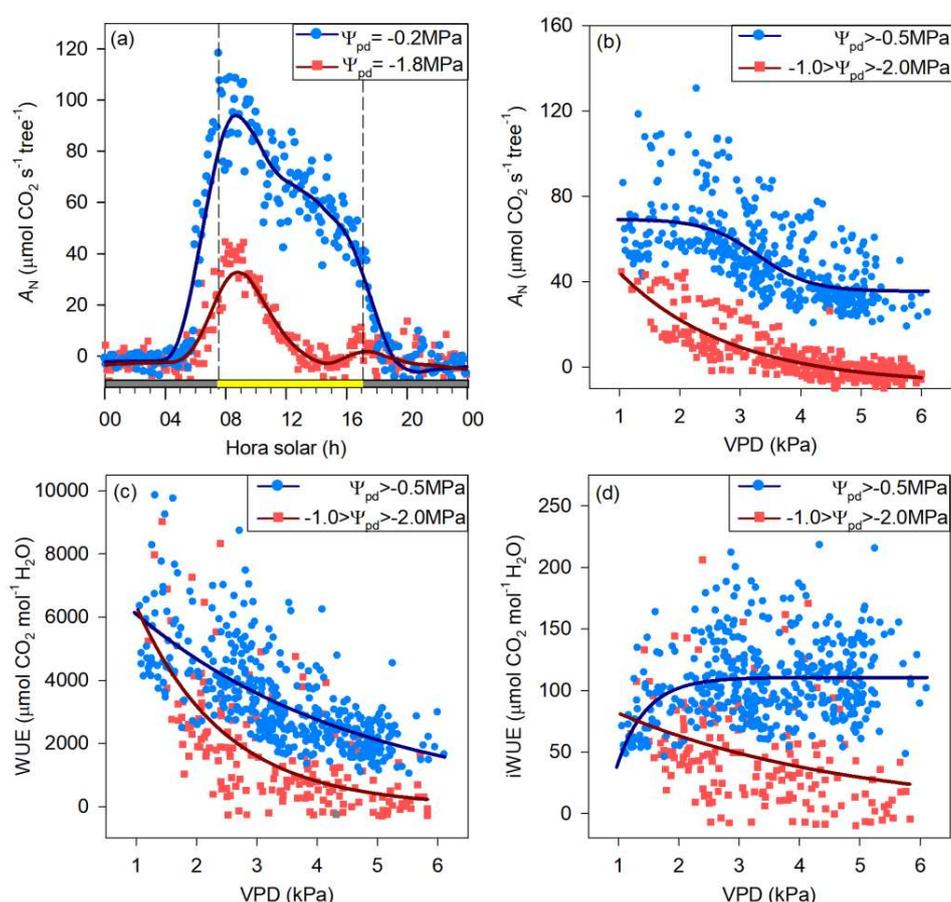 (a)
Ψpd= -0.2MPa
Ψpd= -1.8MPa
AN (μmol CO2 s-1 tree-1)
120
100
80
60
40
20
0
00 04 08 12 16 20 00
Hora solar (h)
(b)
Ψpd>-0.5MPa
-1.0>Ψpd>-2.0MPa
AN (μmol CO2 s-1 tree-1)
160
120
80
40
0
1 2 3 4 5 6
VPD (kPa)
(c)
Ψpd>-0.5MPa
-1.0>Ψpd>-2.0MPa
WUE (μmol CO2 mol-1 H2O)
10000
8000
6000
4000
2000
0
1 2 3 4 5 6
VPD (kPa)
(d)
Ψpd>-0.5MPa
-1.0>Ψpd>-2.0MPa
iWUE (μmol CO2 mol-1 H2O)
250
200
150
100
50
0
1 2 3 4 5 6
VPD (kPa)